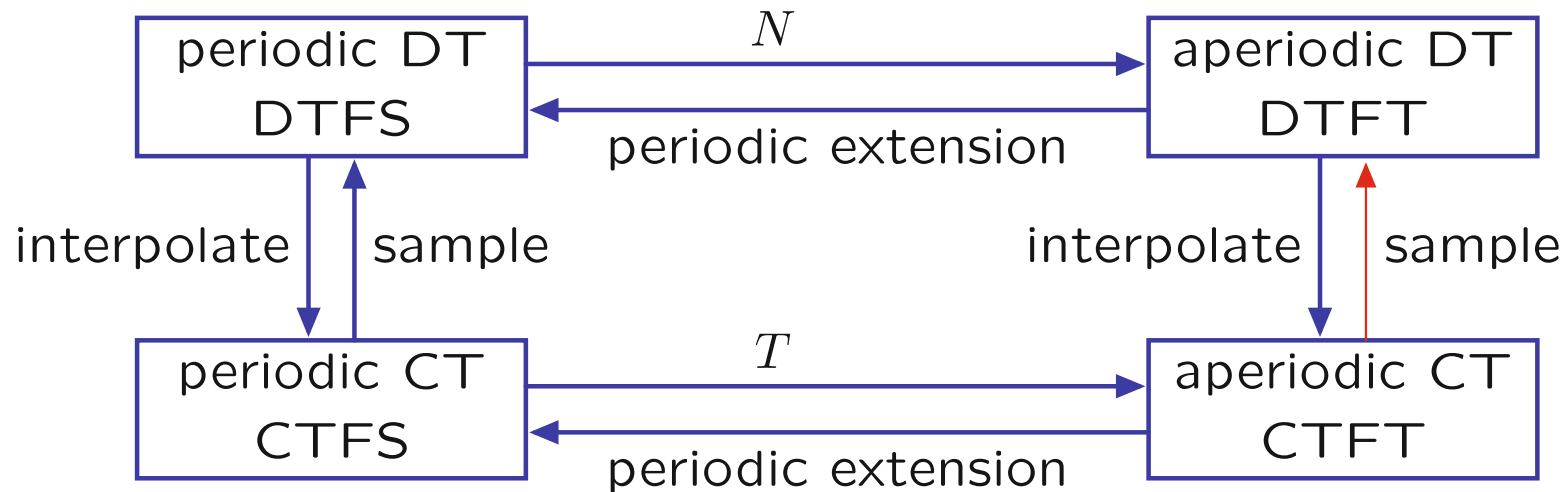 periodic DT
DTFS
N
periodic extension
aperiodic DT
DTFT
interpolate
sample
interpolate
sample
periodic CT
CTFS
T
periodic extension
aperiodic CT
CTFT